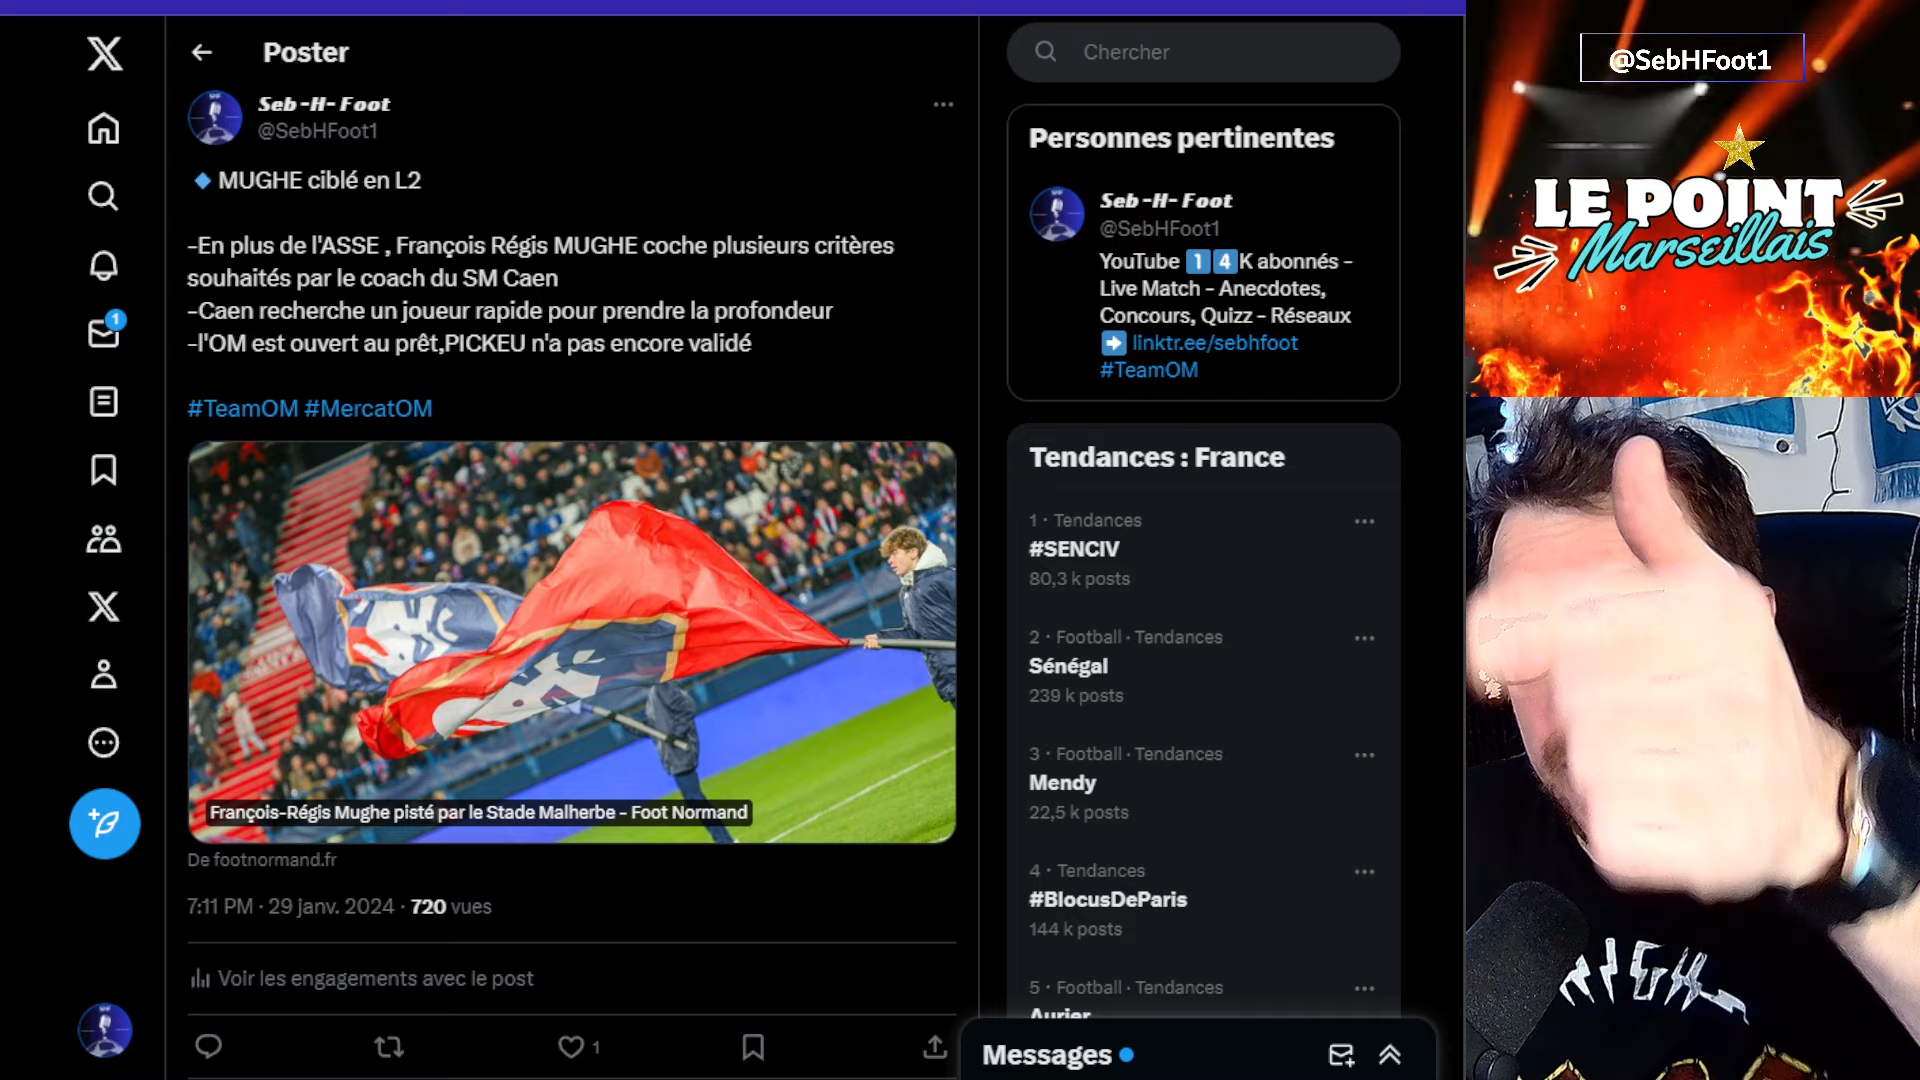 Poster
Seb -H- Foot
@SebHFoot1
MUGHE ciblé en L2
-En plus de l'ASSE , François Régis MUGHE coche plusieurs critères
souhaités par le coach du SM Caen
-Caen recherche un joueur rapide pour prendre la profondeur
-l'OM est ouvert au prêt,PICKEU n'a pas encore validé
#TeamOM #MercatOM
François-Régis Mughe pisté par le Stade Malherbe - Foot Normand
De footnormand.fr
7:11 PM · 29 janv. 2024 · 720 vues
Voir les engagements avec le post
1
1
Chercher
Personnes pertinentes
Seb -H- Foot
@SebHFoot1
YouTube 1 4 K abonnés -
Live Match - Anecdotes,
Concours, Quizz - Réseaux
linktr.ee/sebhfoot
#TeamOM
Tendances : France
1 · Tendances
#SENCIV
80,3 k posts
2 · Football · Tendances
Sénégal
239 k posts
3 · Football · Tendances
Mendy
22,5 k posts
4 · Tendances
#BlocusDeParis
144 k posts
5 · Football · Tendances
Aurier
Messages
@SebHFoot1
LE POINT
Marseillais